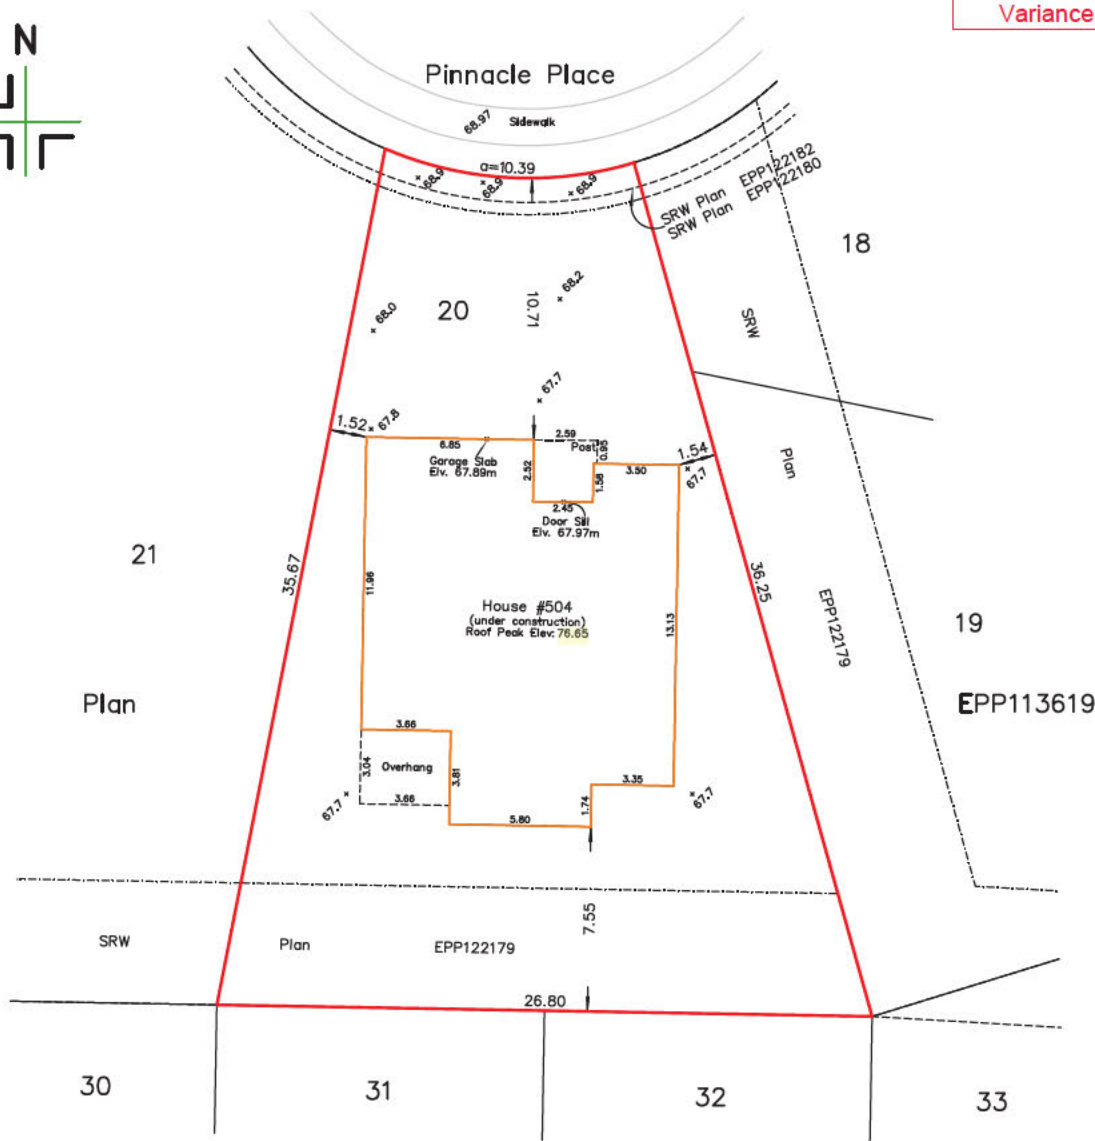 Variance
N
Pinnacle Place
68.97
Sidewalk
a=10.39
68.9
68.9
68.9
SRW Plan EPP122182
SRW Plan EPP122180
18
20
10.71
68.2
68.0
SRW
67.7
1.52
67.8
6.85
2.59
Post
0.95
Garage Slab
Elv. 67.89m
2.52
1.58
3.50
1.54
67.7
Plan
2.45
Door Sill
Elv. 67.97m
21
35.67
11.96
36.25
House #504
(under construction)
Roof Peak Elev: 76.65
13.13
EPP122179
19
Plan
EPP113619
3.66
3.04
Overhang
3.81
3.66
67.7
3.35
1.74
67.7
5.80
7.55
SRW
Plan
EPP122179
26.80
30
31
32
33